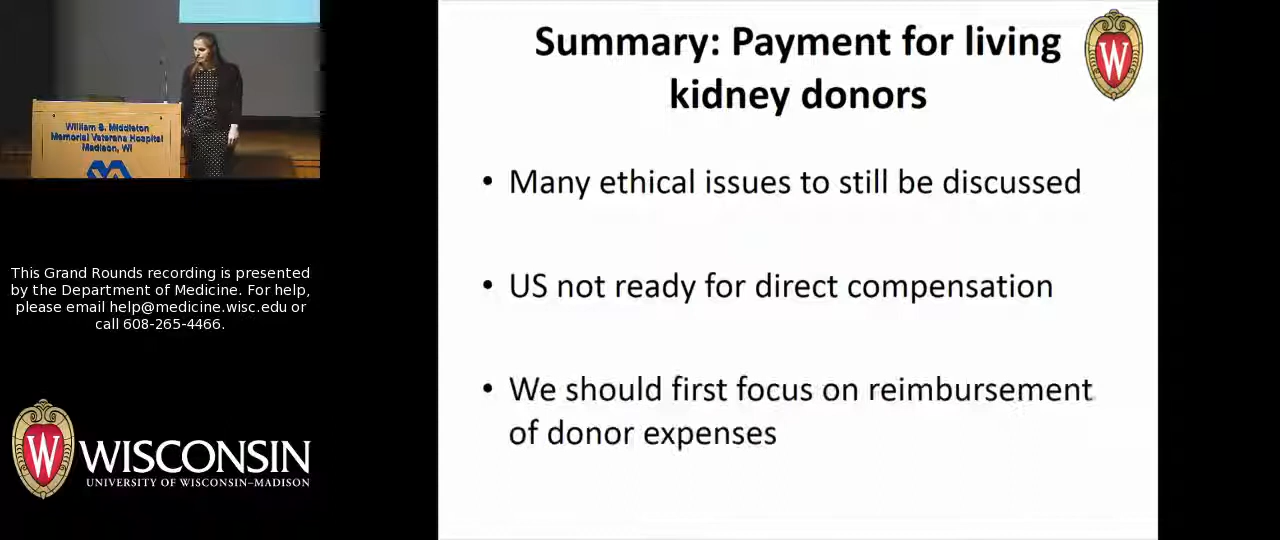 William S. Middleton
Memorial Veterans Hospital
Madison, WI
This Grand Rounds recording is presented
by the Department of Medicine. For help,
please email help@medicine.wisc.edu or
call 608-265-4466.
W WISCONSIN
UNIVERSITY OF WISCONSIN–MADISON
Summary: Payment for living
kidney donors
W
• Many ethical issues to still be discussed
• US not ready for direct compensation
• We should first focus on reimbursement
of donor expenses